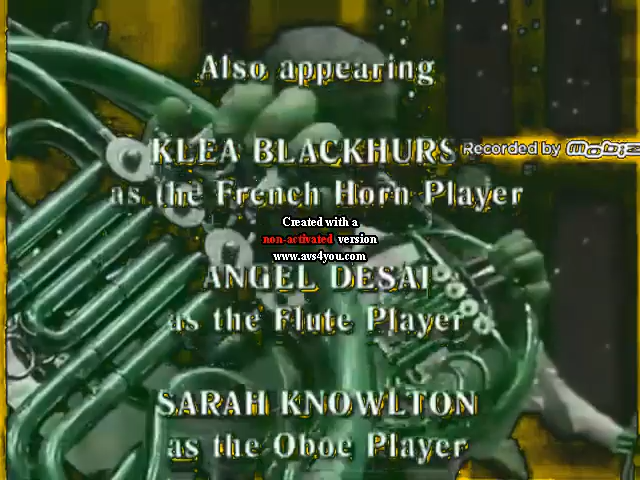 Also appearing
KLEA BLACKHURS
Recorded by
as the French Horn Player
Created with a
non-activated version
www.avs4you.com
ANGEL DESAI
as the Flute Player
SARAH KNOWLTON
as the Oboe Player